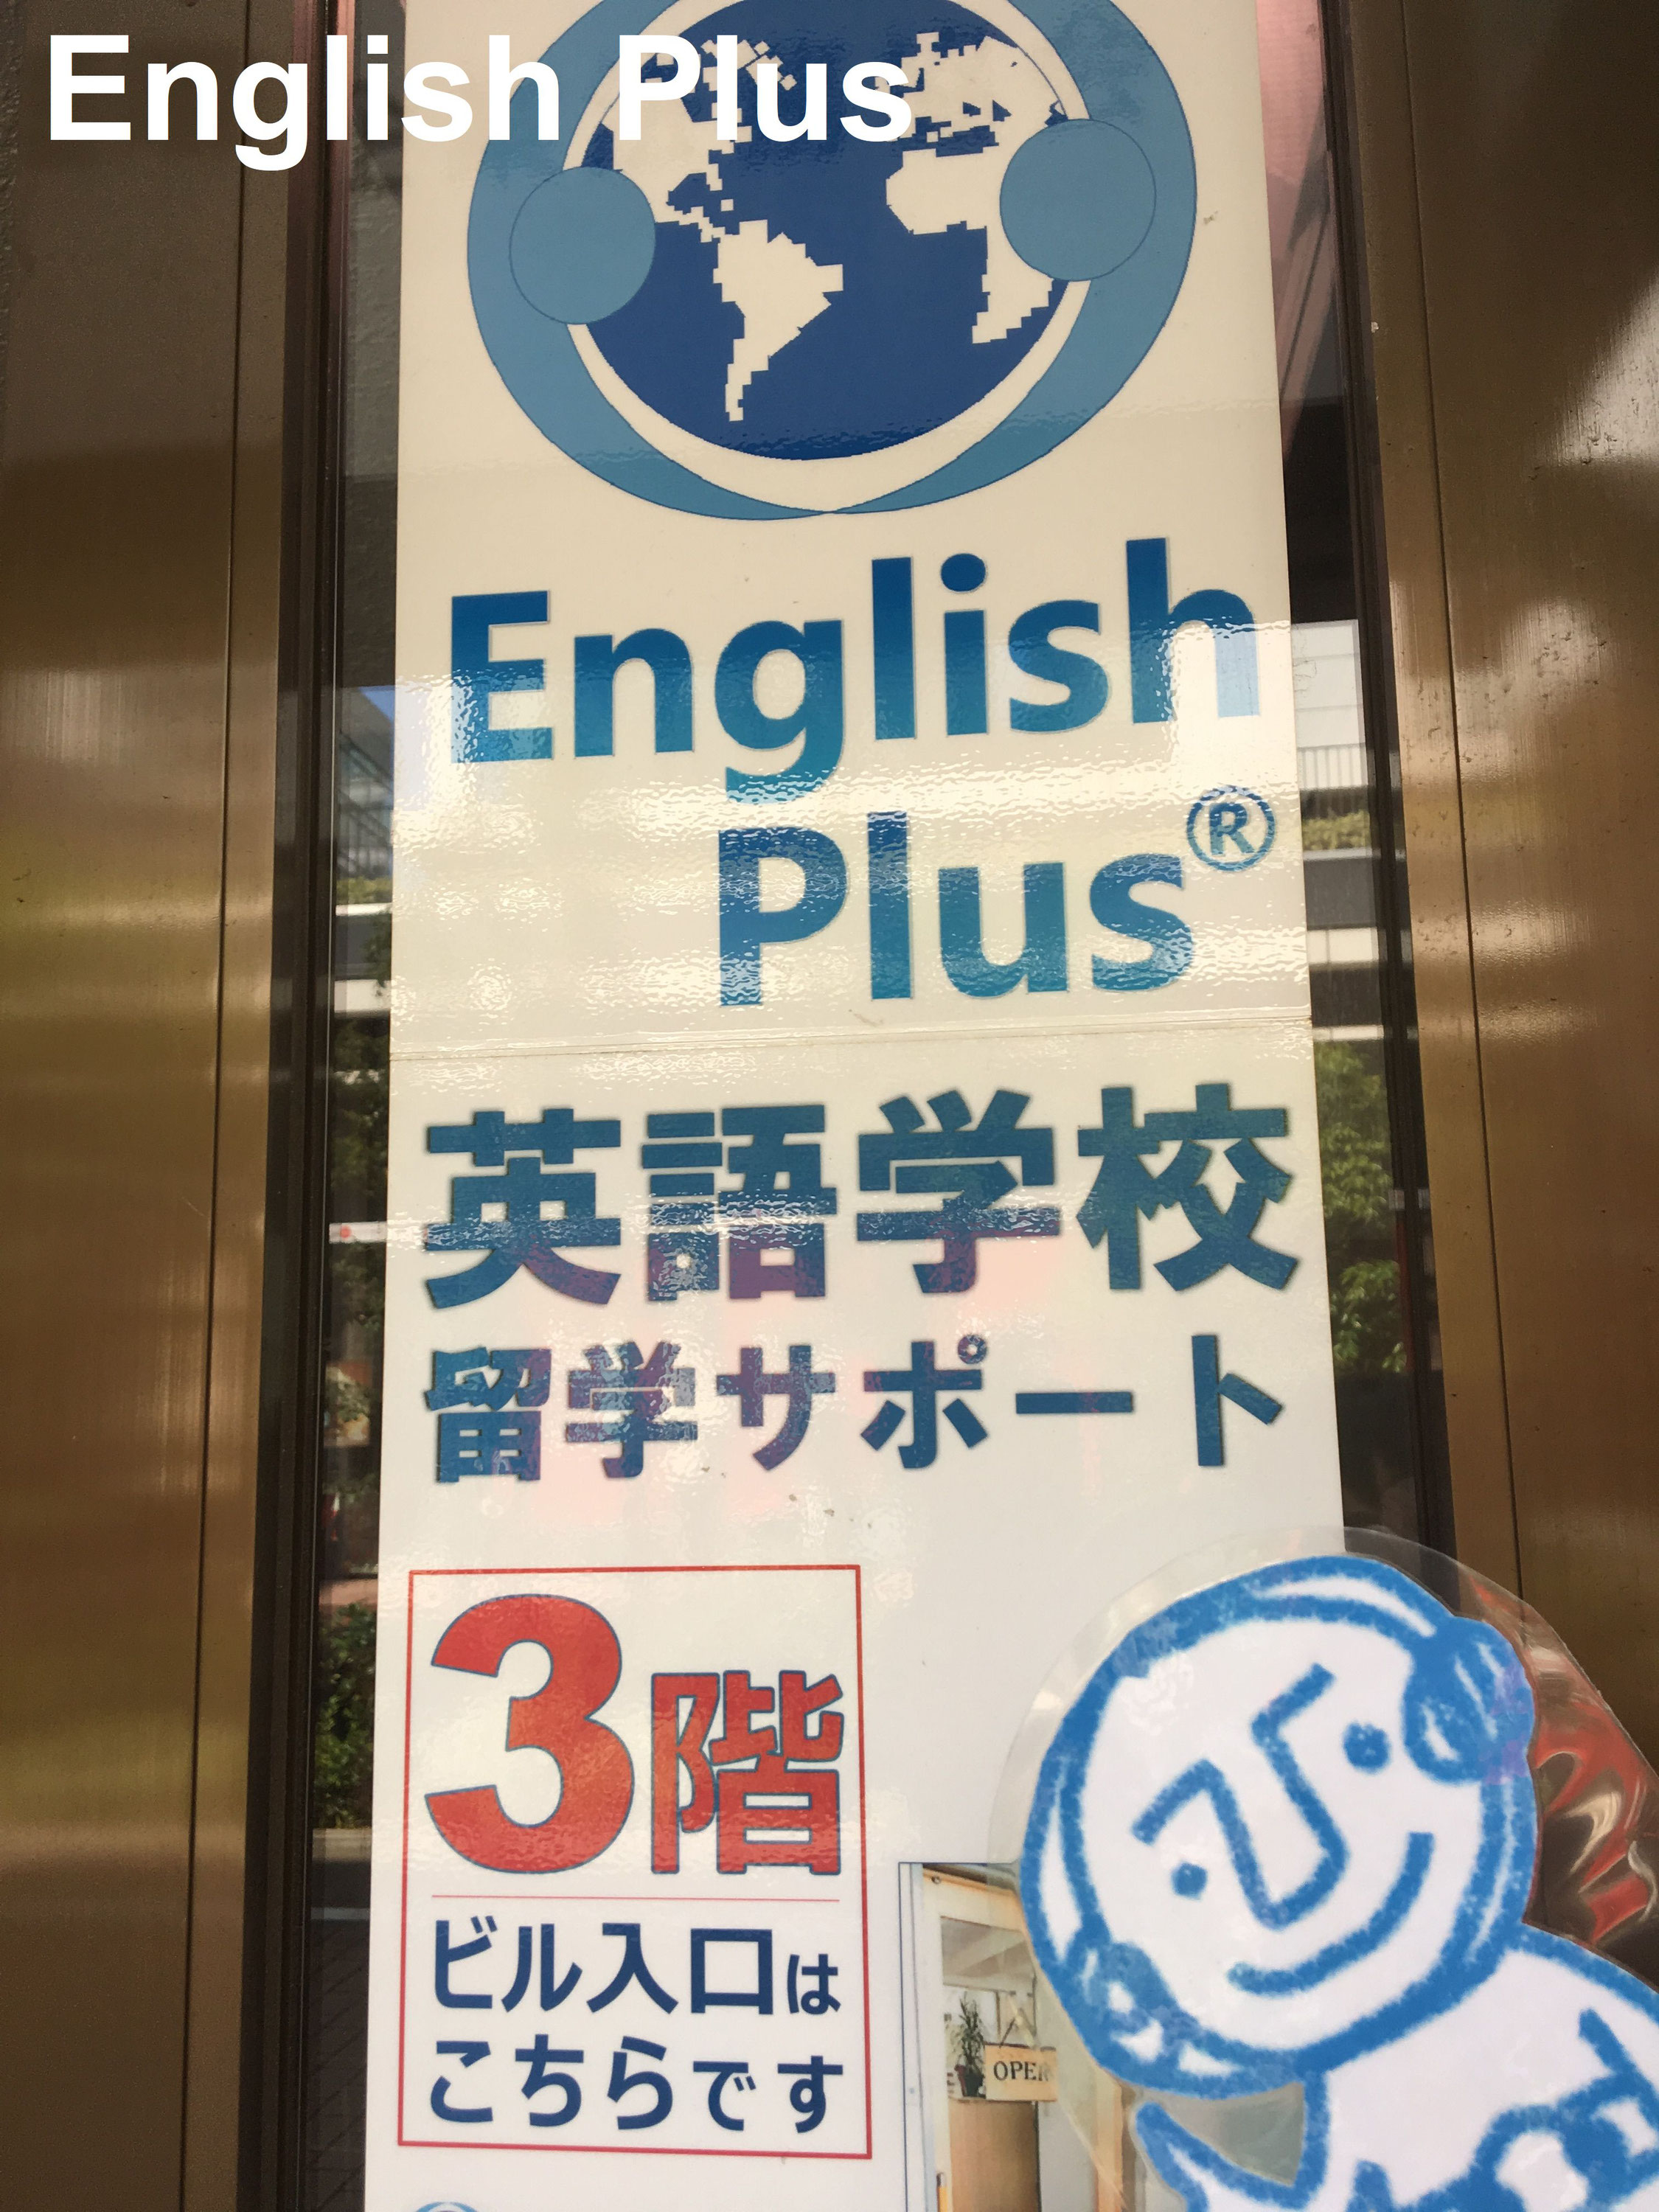 English Plus
English
Plus®
英語学校
留学サポート
3階
ビル入口は
こちらです
OPEN